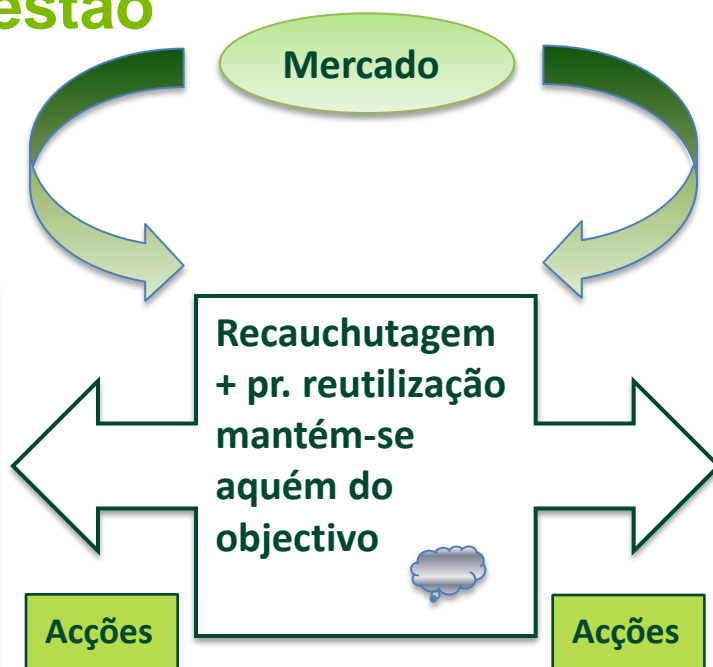 estão
Mercado
Recauchutagem
+ pr. reutilização
mantém-se
aquém do
objectivo
Acções
Acções